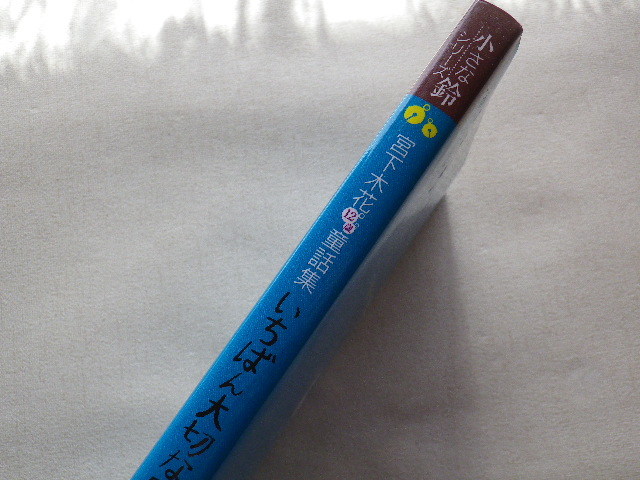 小さな鈴
シリーズ
宮下木花12歳童話集
いちばん大切な